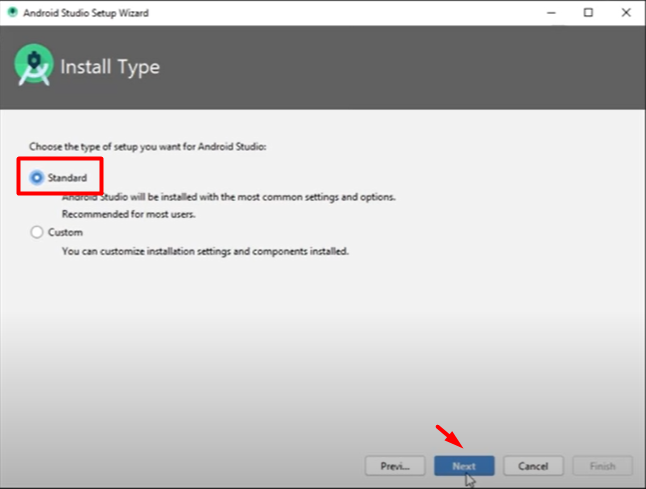 Android Studio Setup Wizard
Install Type
Choose the type of setup you want for Android Studio:
Standard
Android Studio will be installed with the most common settings and options.
Recommended for most users.
Custom
You can customize installation settings and components installed.
Previ... Next Cancel Finish